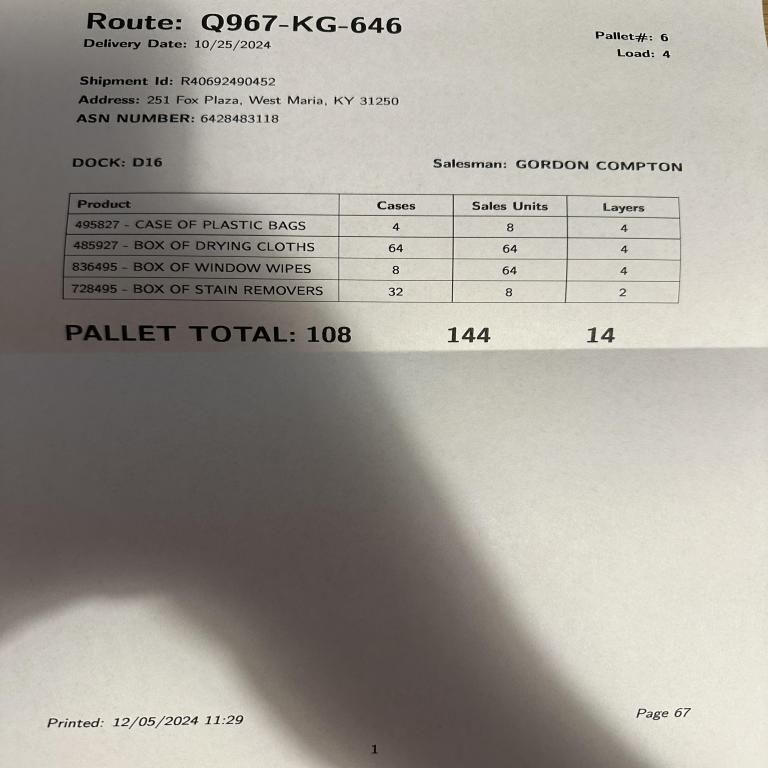 Route: Q967-KG-646
Pallet#: 6
Delivery Date: 10/25/2024
Load: 4
Shipment Id: R40692490452
Address: 251 Fox Plaza, West Maria, KY 31250
ASN NUMBER: 6428483118
DOCK: D16 Salesman: GORDON COMPTON
Product Cases Sales Units Layers
495827 - CASE OF PLASTIC BAGS 4 8 4
485927 - BOX OF DRYING CLOTHS 64 64 4
836495 - BOX OF WINDOW WIPES 8 64 4
728495 - BOX OF STAIN REMOVERS 32 8 2
PALLET TOTAL: 108 144 14
Printed: 12/05/2024 11:29 Page 67
1